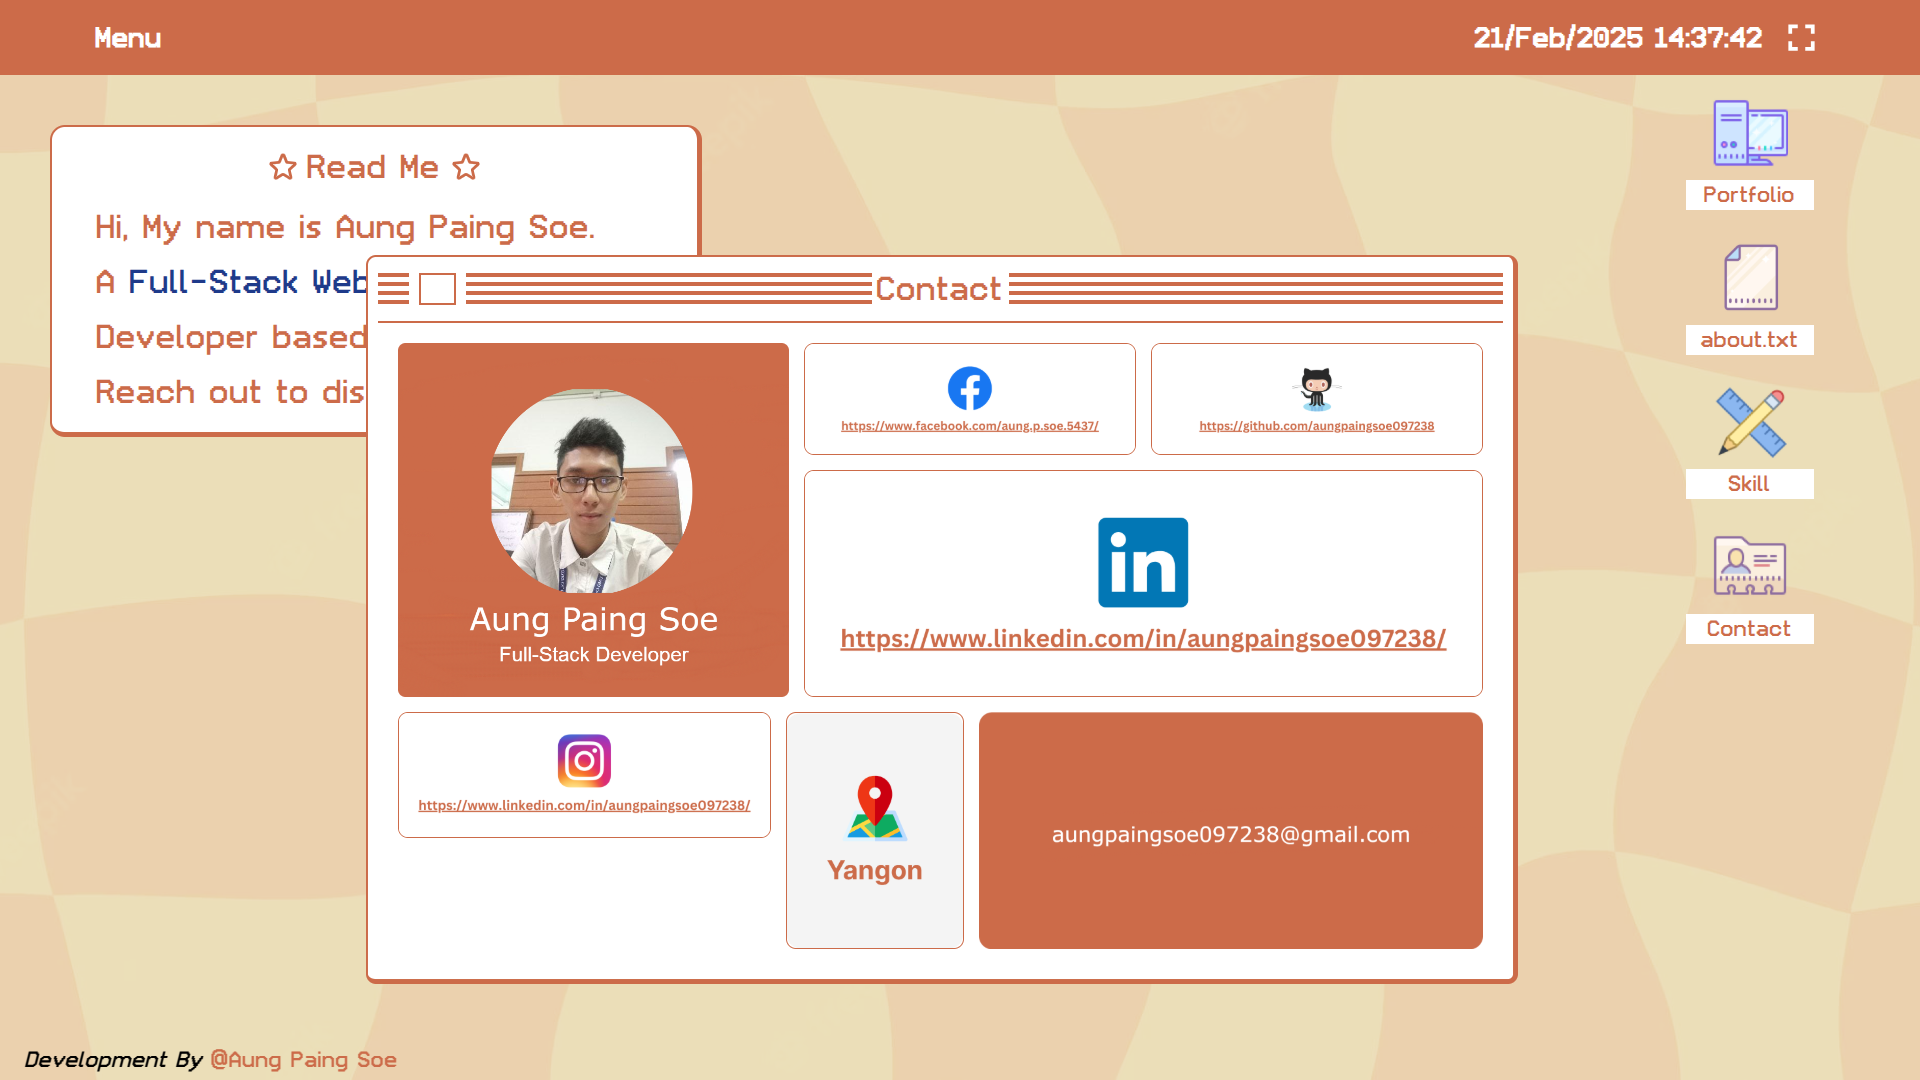 Menu
21/Feb/2025 14:37:42
Read Me
Hi, My name is Aung Paing Soe.
A Full-Stack Web
Developer based
Reach out to dis
Contact
Aung Paing Soe
Full-Stack Developer
https://www.facebook.com/aung.p.soe.5437/
https://github.com/aungpaingsoe097238
in
https://www.linkedin.com/in/aungpaingsoe097238/
https://www.linkedin.com/in/aungpaingsoe097238/
Yangon
aungpaingsoe097238@gmail.com
Portfolio
about.txt
Skill
Contact
Development By @Aung Paing Soe